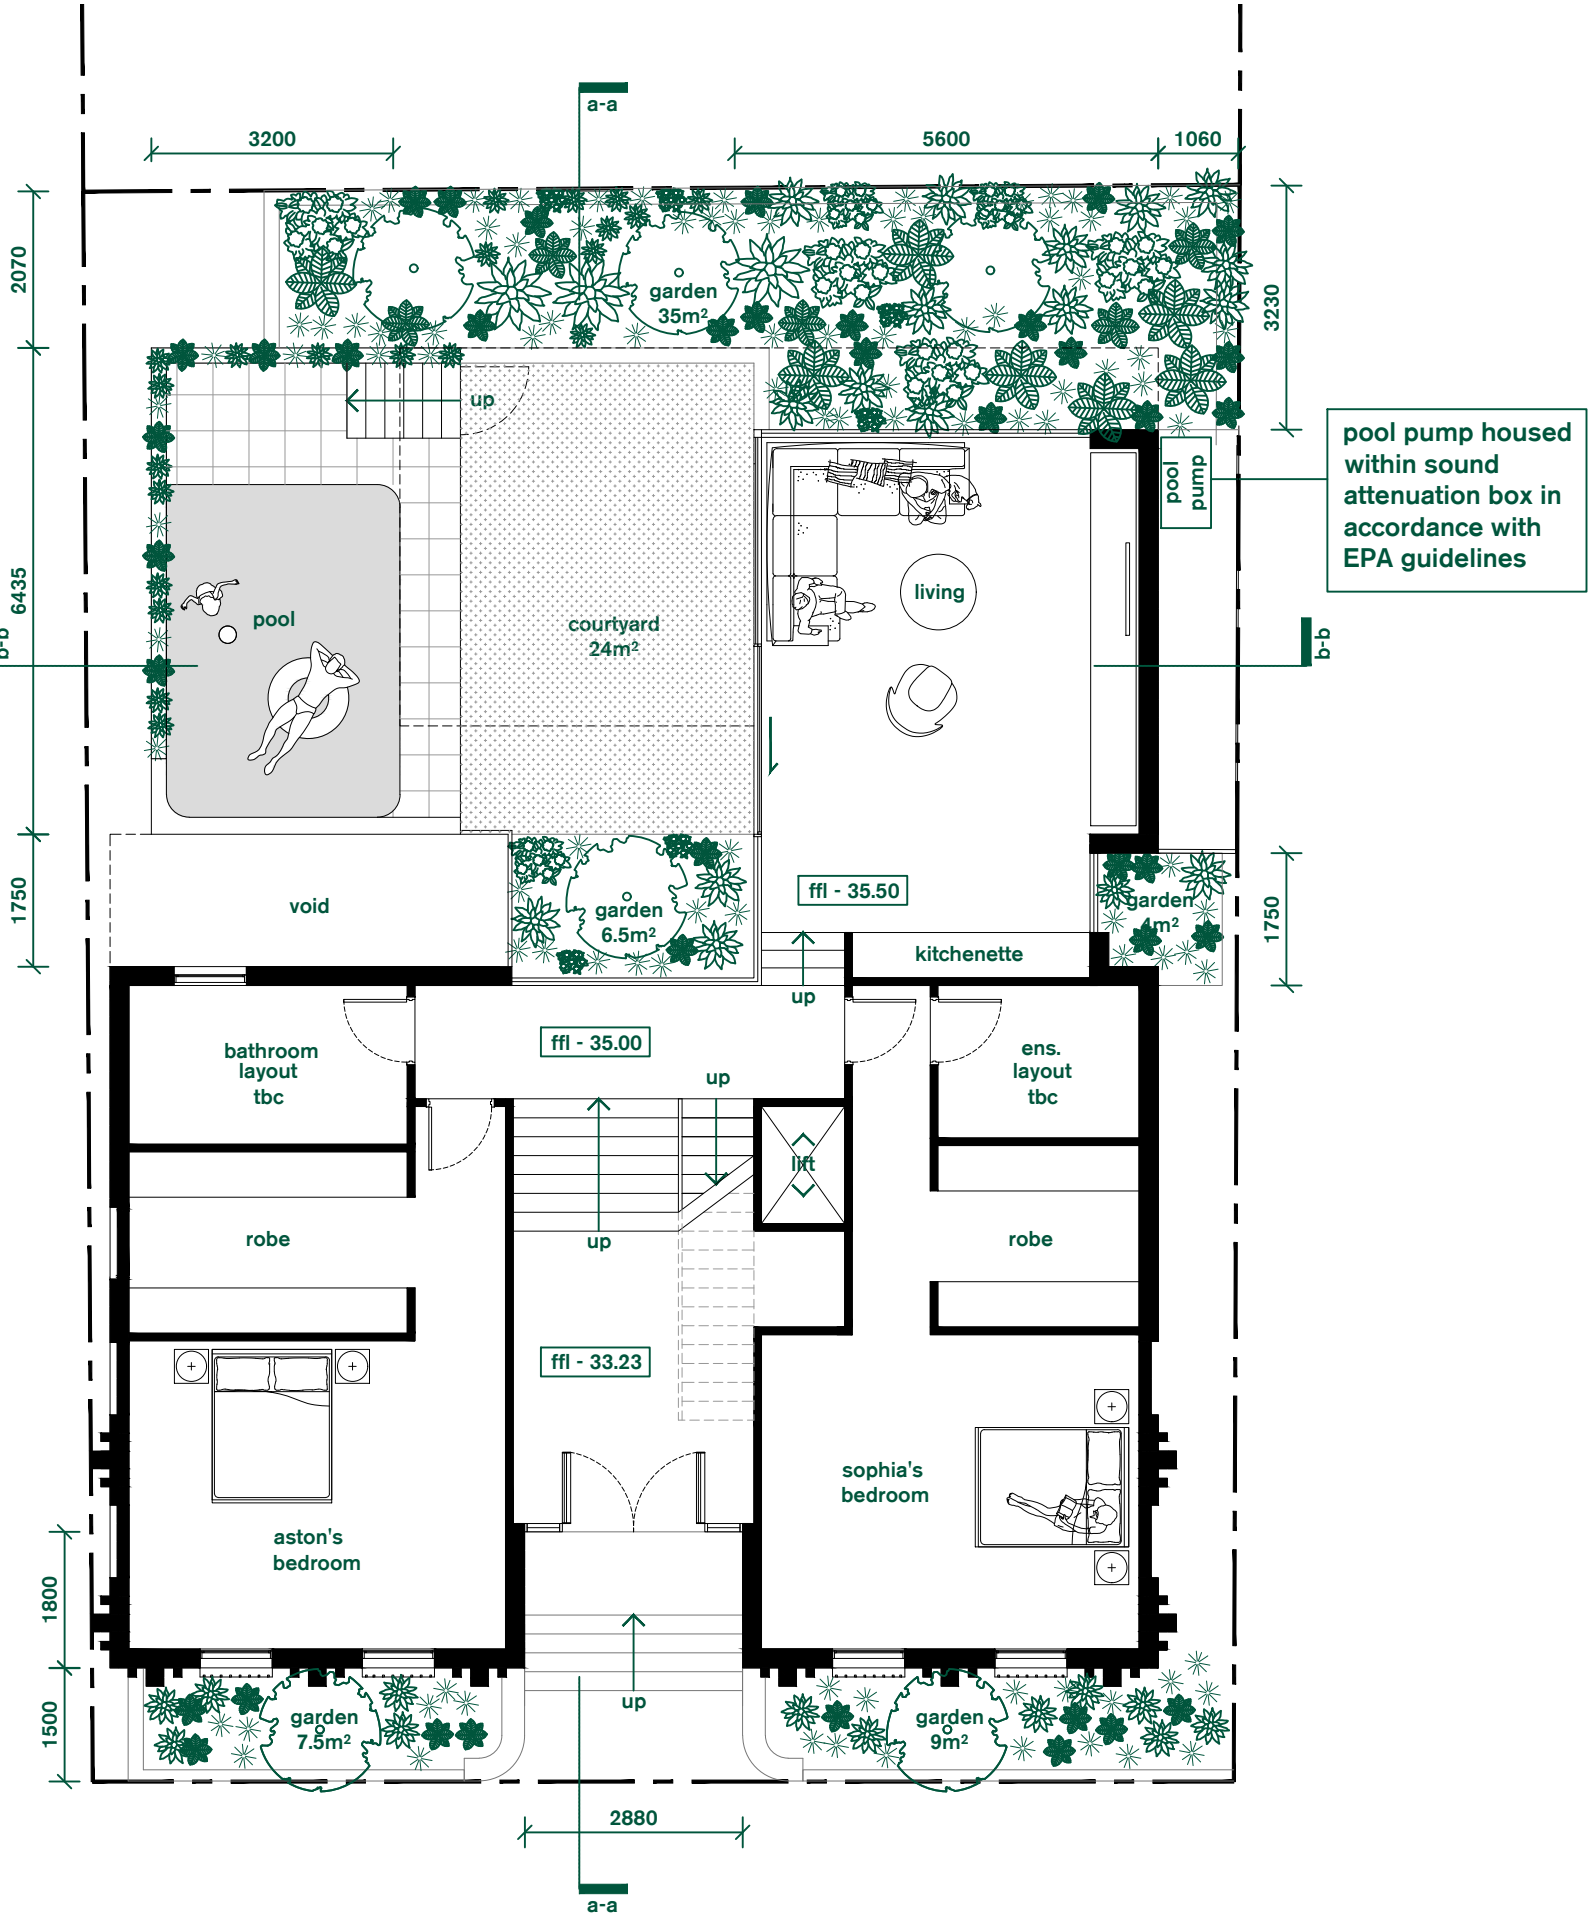 a-a
3200
5600
1060
2070
3230
garden
35m²
up
pool pump housed
within sound
attenuation box in
accordance with
EPA guidelines
pool
pump
6435
living
pool
courtyard
24m²
b-b
b-b
1750
void
garden
6.5m²
ffl - 35.50
garden
4m²
1750
kitchenette
up
ffl - 35.00
bathroom
layout
tbc
ens.
layout
tbc
up
lift
robe
up
robe
ffl - 33.23
sophia's
bedroom
aston's
bedroom
1800
1500
up
garden
7.5m²
garden
9m²
2880
a-a